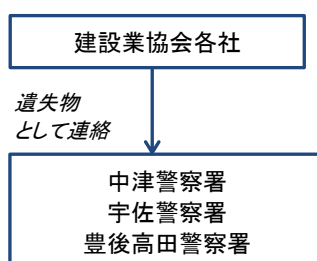 建設業協会各社
遺失物
として連絡
中津警察署
宇佐警察署
豊後高田警察署